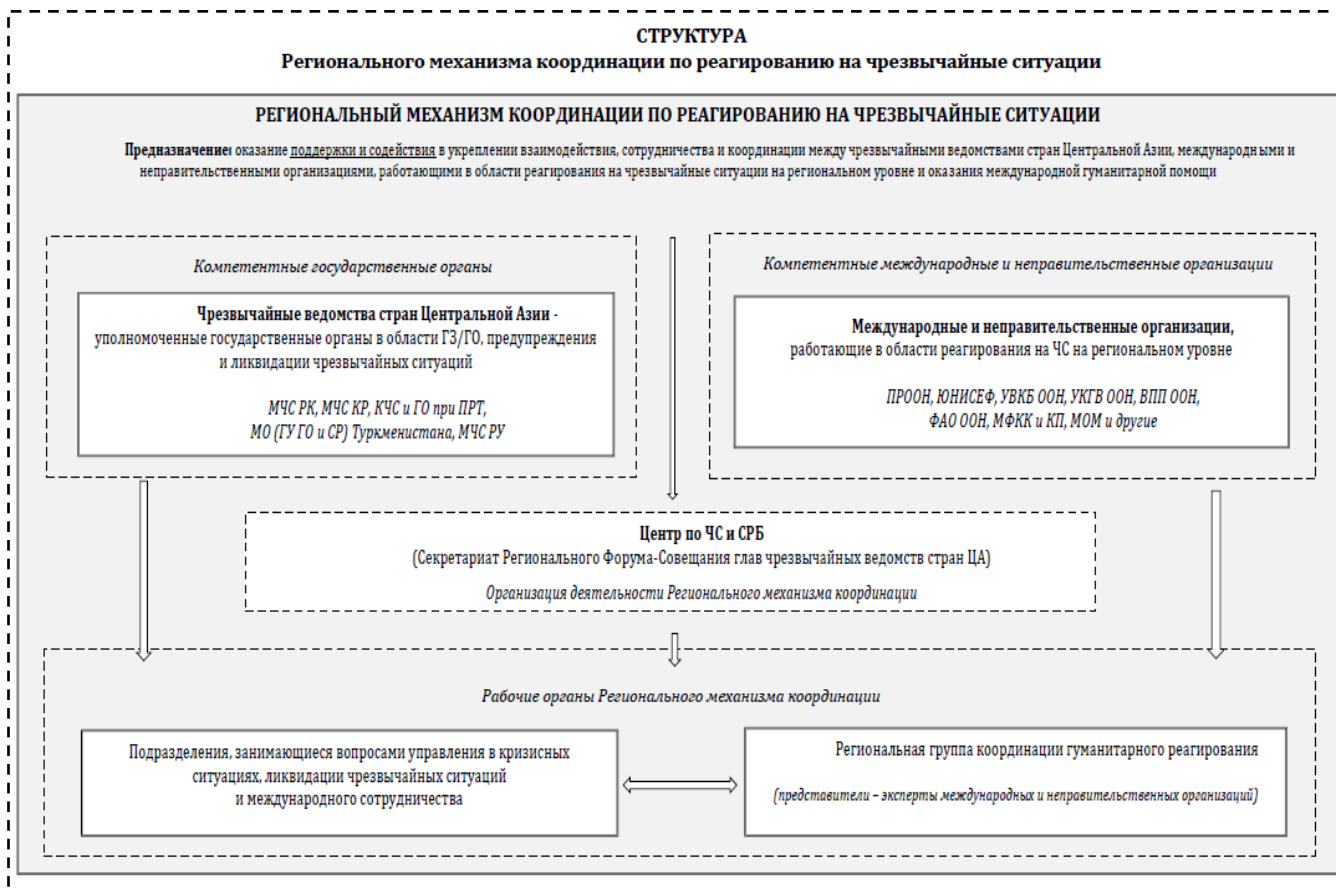 СТРУКТУРА
Регионального механизма координации по реагированию на чрезвычайные ситуации
РЕГИОНАЛЬНЫЙ МЕХАНИЗМ КООРДИНАЦИИ ПО РЕАГИРОВАНИЮ НА ЧРЕЗВЫЧАЙНЫЕ СИТУАЦИИ
Предназначение: оказание поддержки и содействия в укреплении взаимодействия, сотрудничества и координации между чрезвычайными ведомствами стран Центральной Азии, международными и
неправительственными организациями, работающими в области реагирования на чрезвычайные ситуации на региональном уровне и оказания международной гуманитарной помощи
Компетентные государственные органы
Чрезвычайные ведомства стран Центральной Азии -
уполномоченные государственные органы в области ГЗ/ГО, предупреждения
и ликвидации чрезвычайных ситуаций
МЧС РК, МЧС КР, КЧС и ГО при ПРТ,
МО (ГУ ГО и СР) Туркменистана, МЧС РУ
Компетентные международные и неправительственные организации
Международные и неправительственные организации,
работающие в области реагирования на ЧС на региональном уровне
ПРООН, ЮНИСЕФ, УВКБ ООН, УКГВ ООН, ВПП ООН,
ФАО ООН, МФКК и КП, МОМ и другие
Центр по ЧС и СРБ
(Секретариат Регионального Форума-Совещания глав чрезвычайных ведомств стран ЦА)
Организация деятельности Регионального механизма координации
Рабочие органы Регионального механизма координации
Подразделения, занимающиеся вопросами управления в кризисных
ситуациях, ликвидации чрезвычайных ситуаций
и международного сотрудничества
Региональная группа координации гуманитарного реагирования
(представители – эксперты международных и неправительственных организаций)